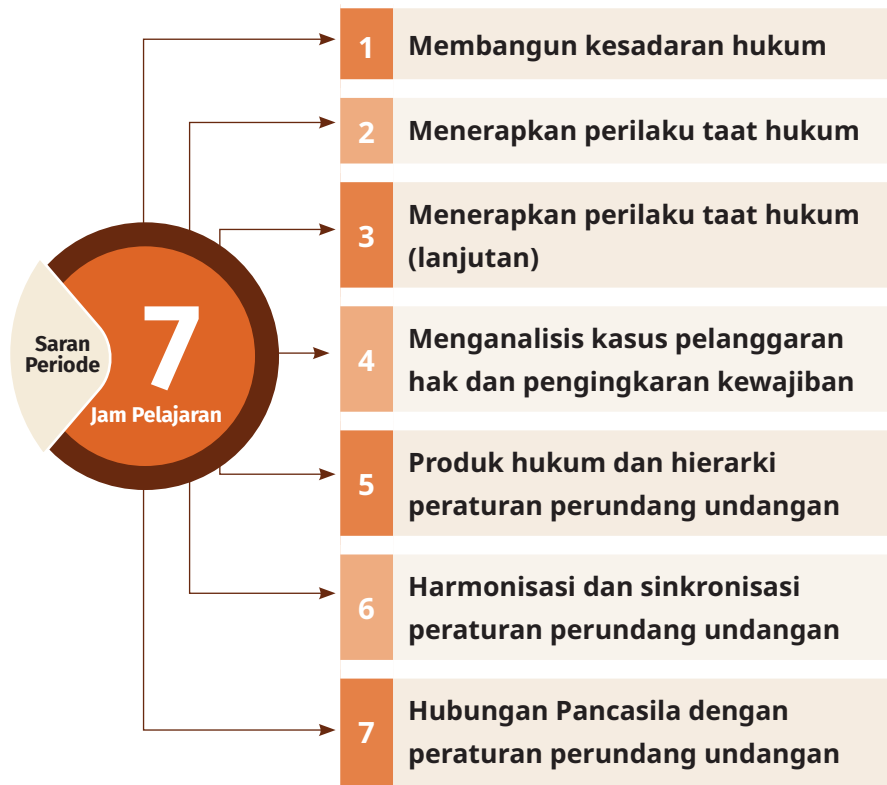 Saran
Periode
7
Jam Pelajaran
1
Membangun kesadaran hukum
2
Menerapkan perilaku taat hukum
3
Menerapkan perilaku taat hukum
(lanjutan)
4
Menganalisis kasus pelanggaran
hak dan pengingkaran kewajiban
5
Produk hukum dan hierarki
peraturan perundang undangan
6
Harmonisasi dan sinkronisasi
peraturan perundang undangan
7
Hubungan Pancasila dengan
peraturan perundang undangan